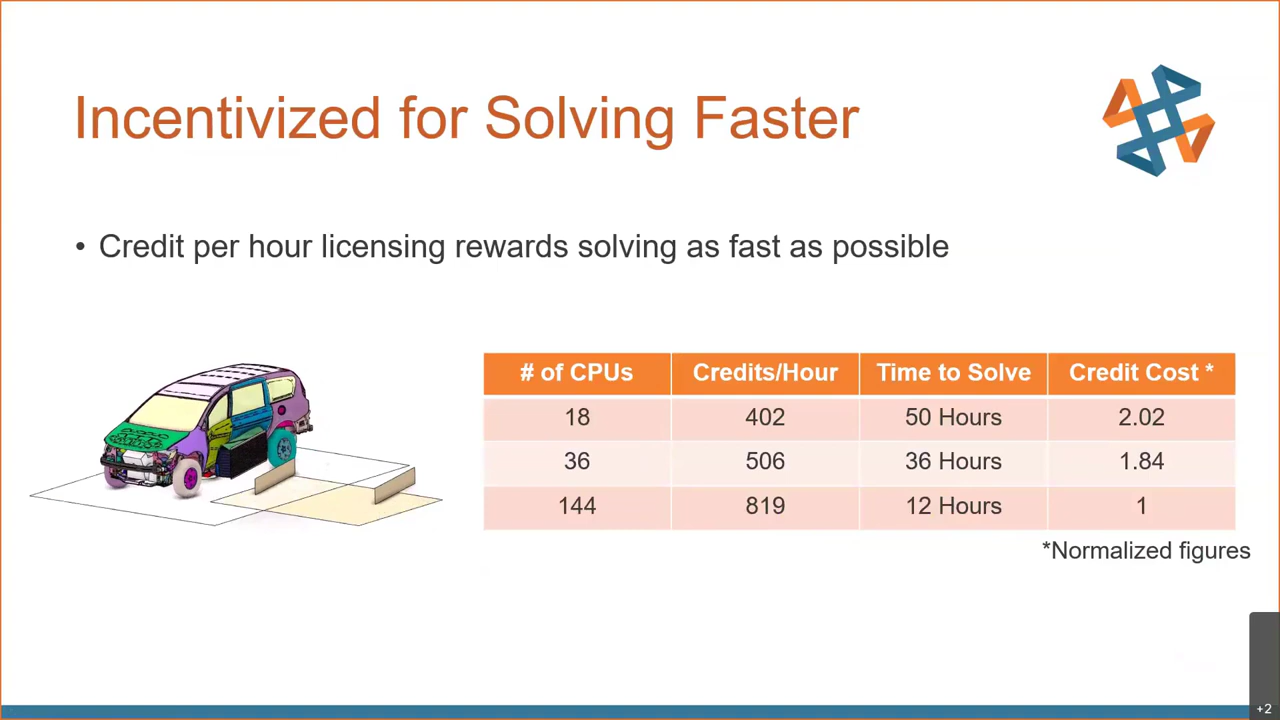 Incentivized for Solving Faster
• Credit per hour licensing rewards solving as fast as possible
# of CPUs Credits/Hour Time to Solve Credit Cost *
18 402 50 Hours 2.02
36 506 36 Hours 1.84
144 819 12 Hours 1
*Normalized figures
+2